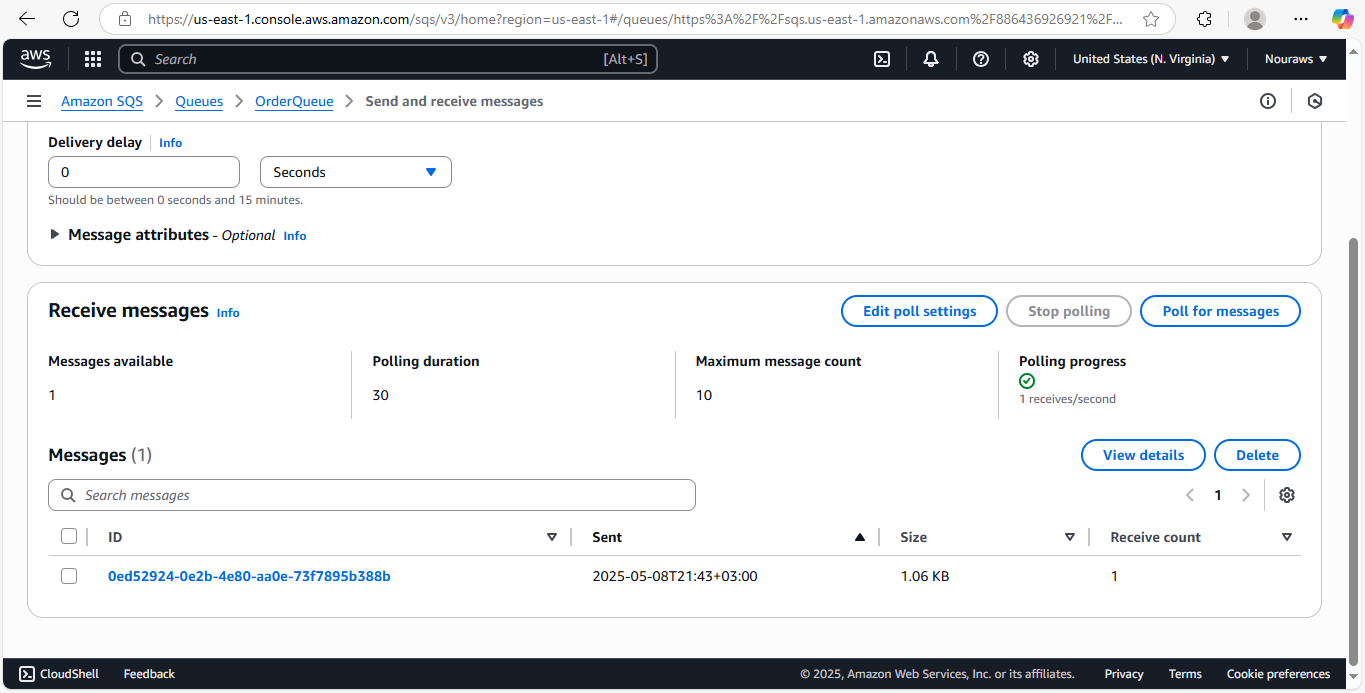 https://us-east-1.console.aws.amazon.com/sqs/v3/home?region=us-east-1#/queues/https%3A%2F%2Fsqs.us-east-1.amazonaws.com%2F886436926921%2F...
aws Search [Alt+S] United States (N. Virginia) Nouraws
Amazon SQS Queues OrderQueue Send and receive messages
Delivery delay Info
0 Seconds
Should be between 0 seconds and 15 minutes.
Message attributes - Optional Info
Receive messages Info Edit poll settings Stop polling Poll for messages
Messages available Polling duration Maximum message count Polling progress
1 30 10
1 receives/second
Messages (1) View details Delete
Search messages 1
ID Sent Size Receive count
0ed52924-0e2b-4e80-aa0e-73f7895b388b 2025-05-08T21:43+03:00 1.06 KB 1
CloudShell Feedback © 2025, Amazon Web Services, Inc. or its affiliates. Privacy Terms Cookie preferences